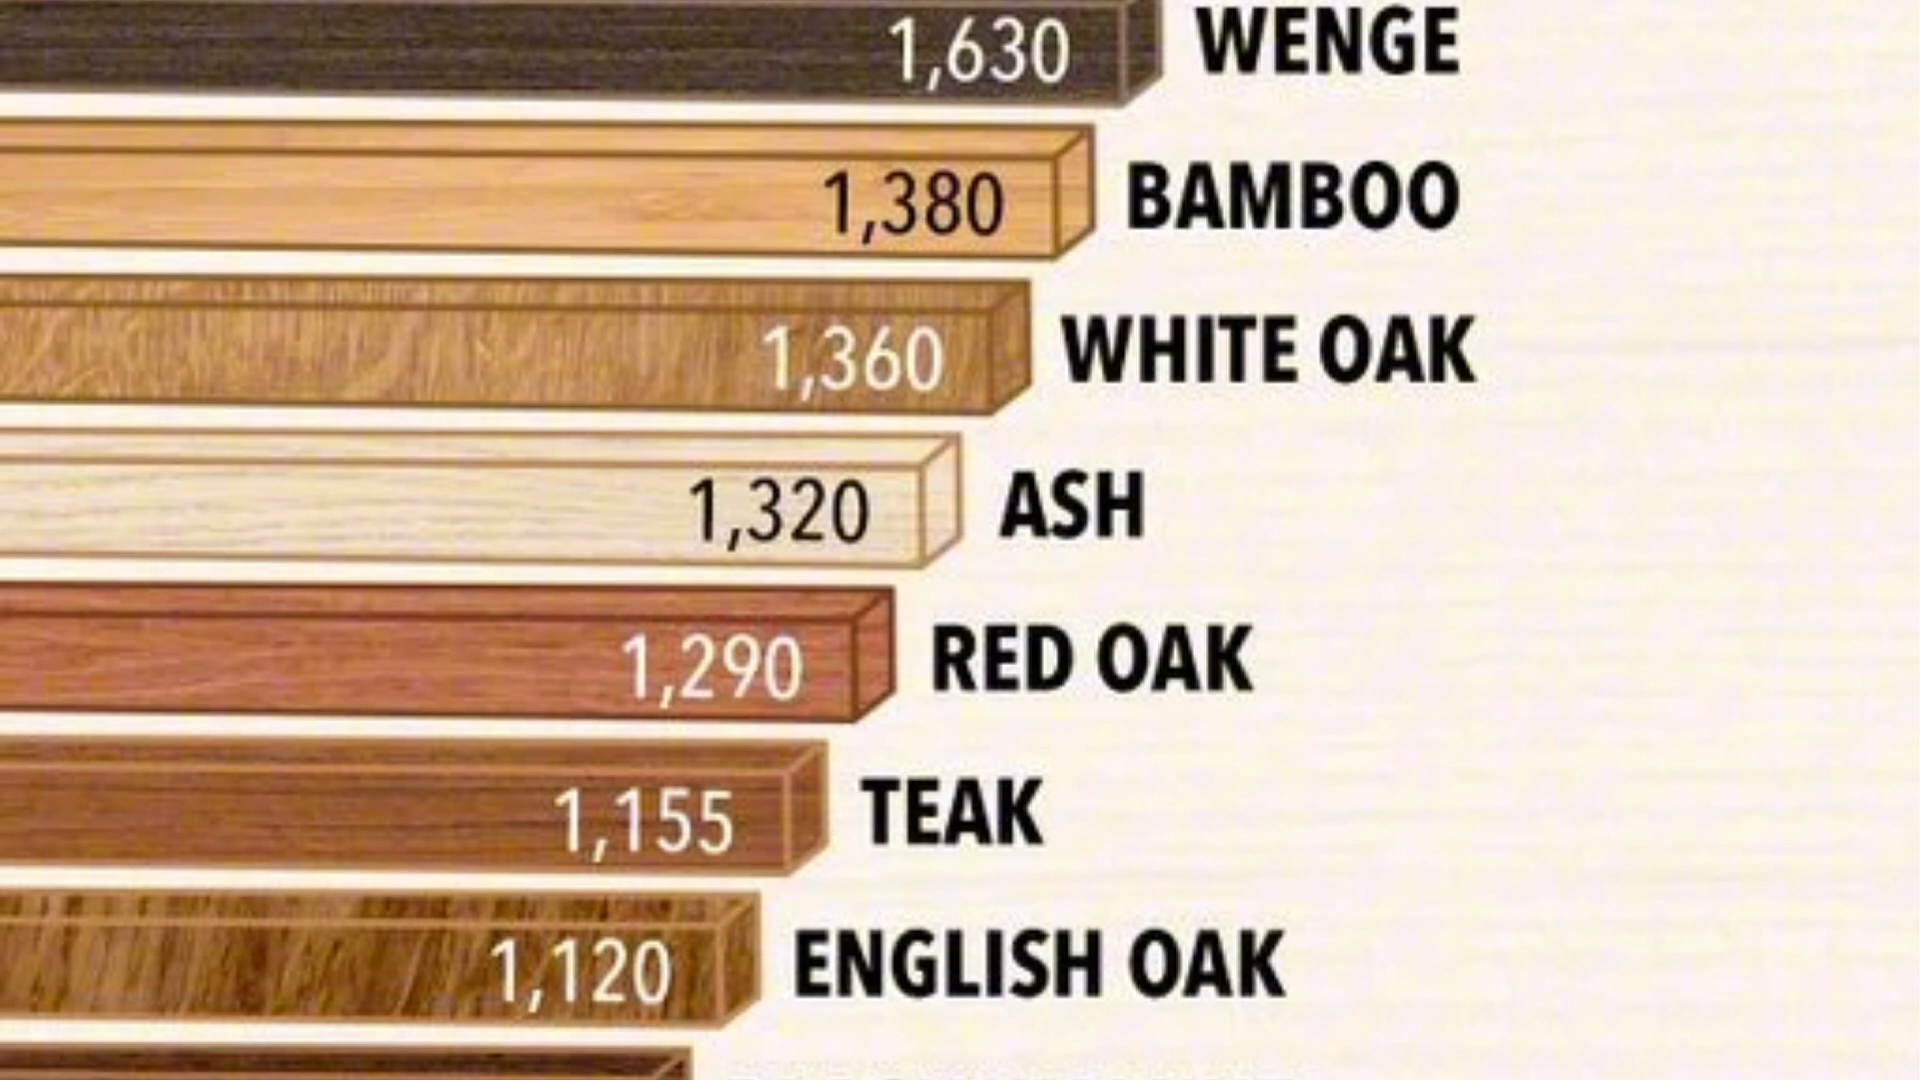 1,630 WENGE
1,380 BAMBOO
1,360 WHITE OAK
1,320 ASH
1,290 RED OAK
1,155 TEAK
1,120 ENGLISH OAK